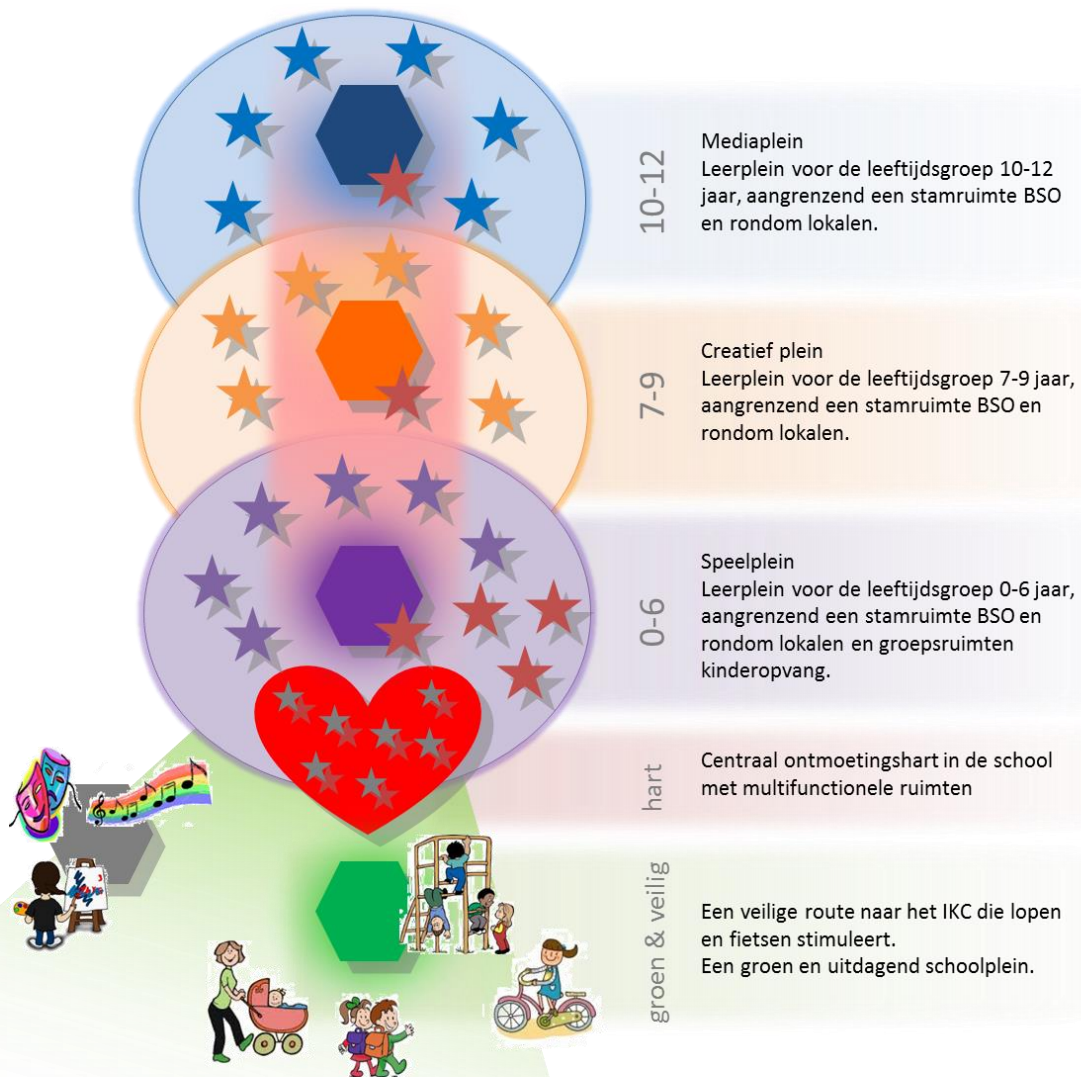 10-12
Mediaplein
Leerplein voor de leeftijdsgroep 10-12
jaar, aangrenzend een stamruimte BSO
en rondom lokalen.
7-9
Creatief plein
Leerplein voor de leeftijdsgroep 7-9 jaar,
aangrenzend een stamruimte BSO en
rondom lokalen.
0-6
Speelplein
Leerplein voor de leeftijdsgroep 0-6 jaar,
aangrenzend een stamruimte BSO en
rondom lokalen en groepsruimten
kinderopvang.
hart
Centraal ontmoetingshart in de school
met multifunctionele ruimten
groen & veilig
Een veilige route naar het IKC die lopen
en fietsen stimuleert.
Een groen en uitdagend schoolplein.